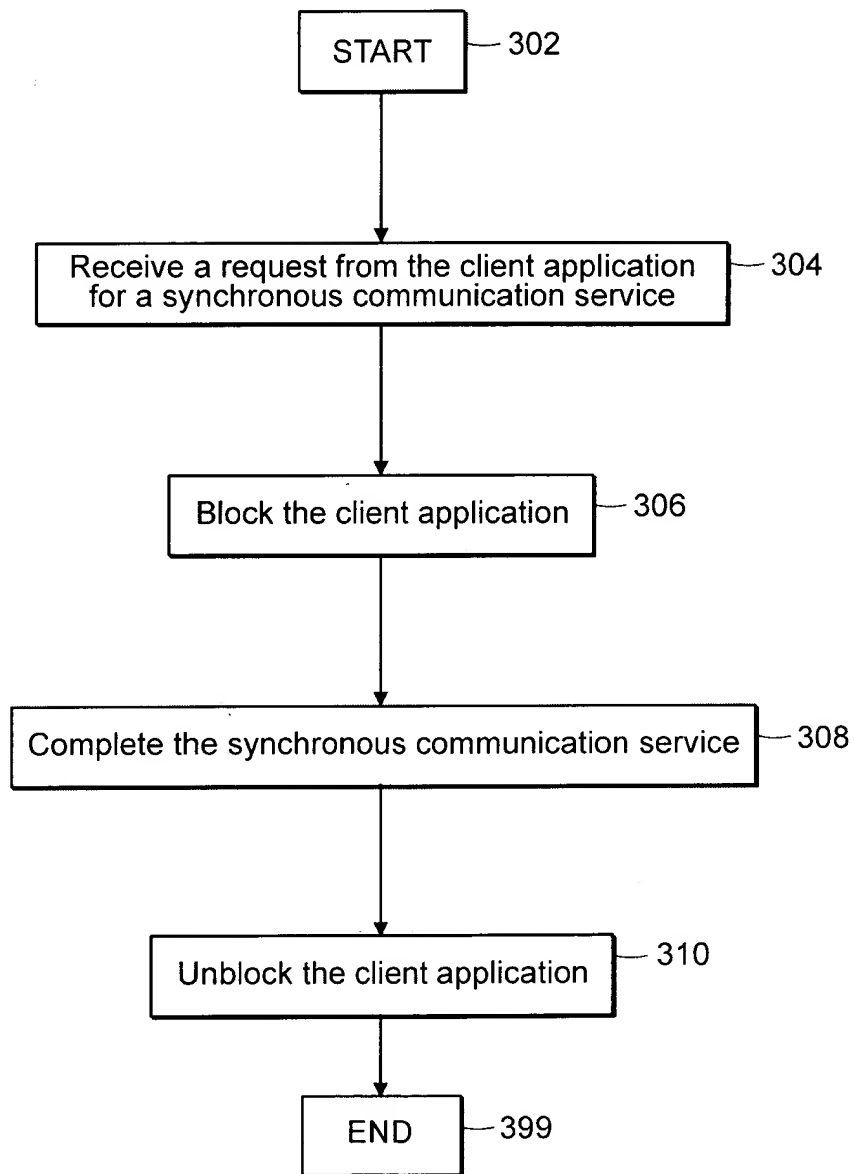 START
302
Receive a request from the client application
for a synchronous communication service
304
Block the client application
306
Complete the synchronous communication service
308
Unblock the client application
310
END
399